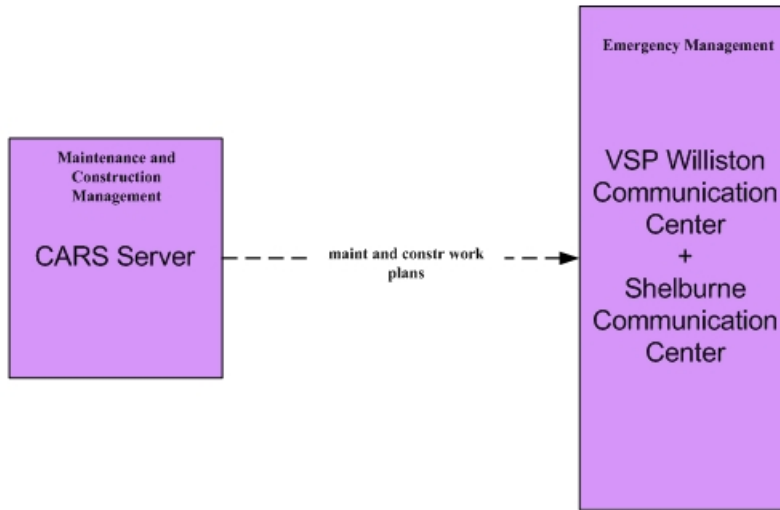 Maintenance and
Construction
Management
CARS Server
maint and constr work
plans
Emergency Management
VSP Williston
Communication
Center
+
Shelburne
Communication
Center